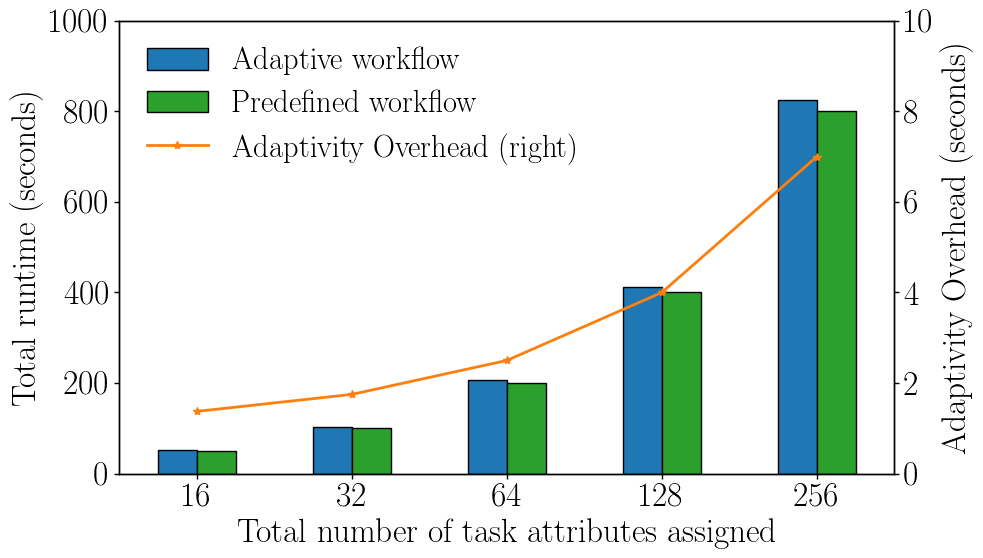 1000
800
600
400
200
0
Total runtime (seconds)
Adaptive workflow
Predefined workflow
Adaptivity Overhead (right)
10
8
6
4
2
0
Adaptivity Overhead (seconds)
16 32 64 128 256
Total number of task attributes assigned